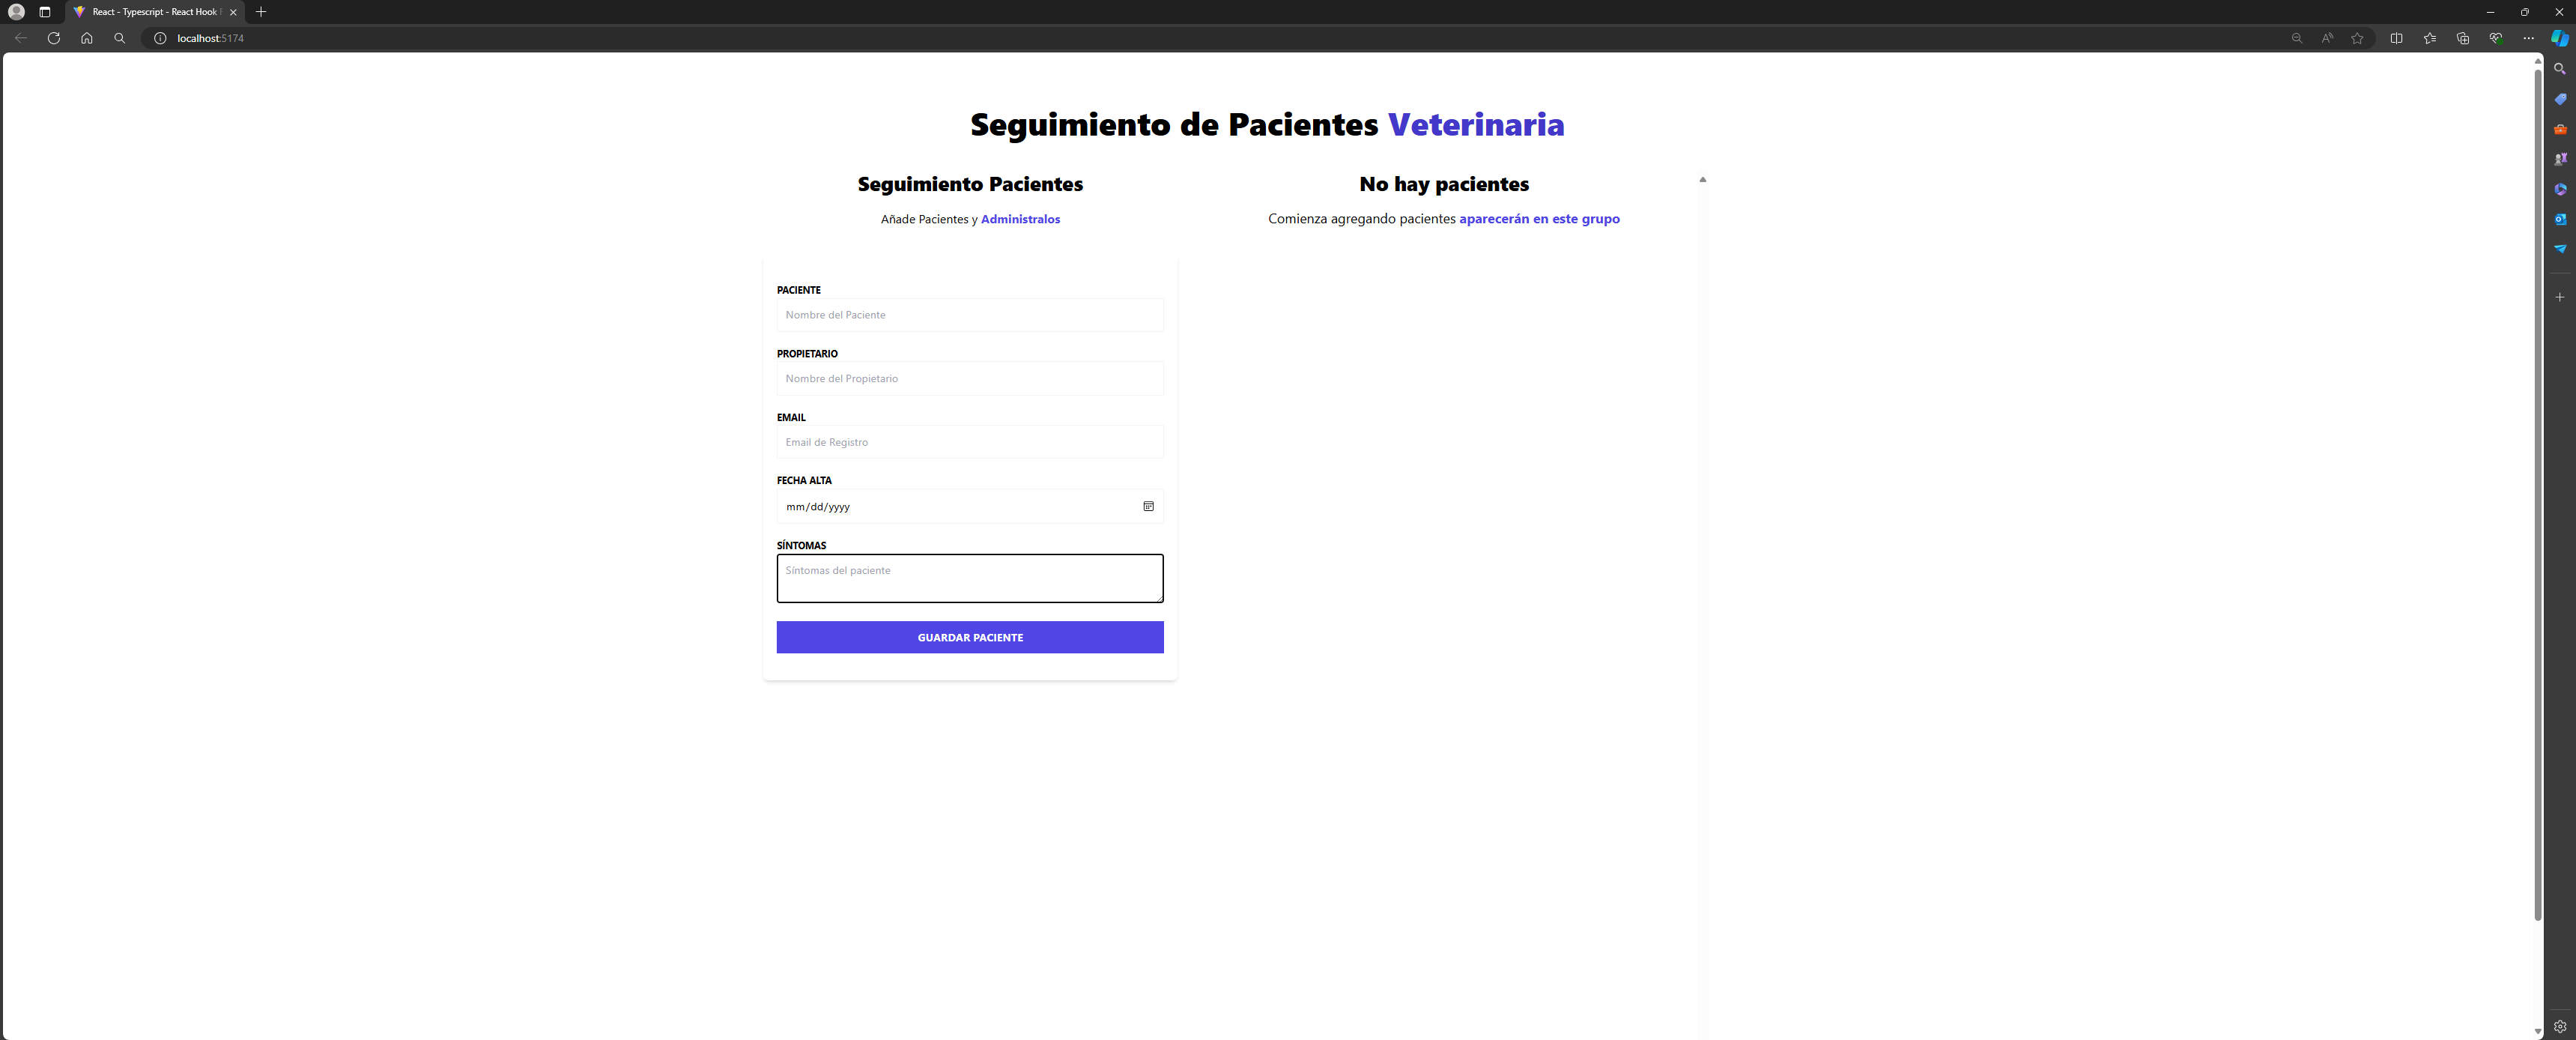 React - Typescript - React Hook
localhost:5174
Seguimiento de Pacientes Veterinaria
Seguimiento Pacientes
Añade Pacientes y Administralos
PACIENTE
Nombre del Paciente
PROPIETARIO
Nombre del Propietario
EMAIL
Email de Registro
FECHA ALTA
mm/dd/yyyy
SÍNTOMAS
Síntomas del paciente
GUARDAR PACIENTE
No hay pacientes
Comienza agregando pacientes aparecerán en este grupo